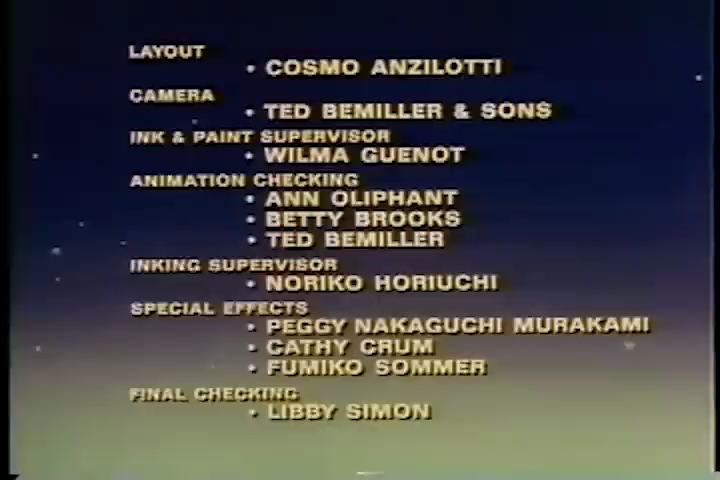 LAYOUT
• COSMO ANZILOTTI
CAMERA
• TED BEMILLER & SONS
INK & PAINT SUPERVISOR
• WILMA GUENOT
ANIMATION CHECKING
• ANN OLIPHANT
• BETTY BROOKS
• TED BEMILLER
INKING SUPERVISOR
• NORIKO HORIUCHI
SPECIAL EFFECTS
• PEGGY NAKAGUCHI MURAKAMI
• CATHY CRUM
• FUMIKO SOMMER
FINAL CHECKING
• LIBBY SIMON